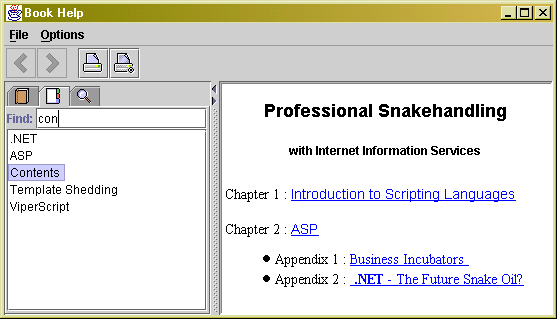 Book Help
File Options
Find: con
.NET
ASP
Contents
Template Shedding
ViperScript
Professional Snakehandling
with Internet Information Services
Chapter 1 : Introduction to Scripting Languages
Chapter 2 : ASP
Appendix 1 : Business Incubators
Appendix 2 : .NET - The Future Snake Oil?